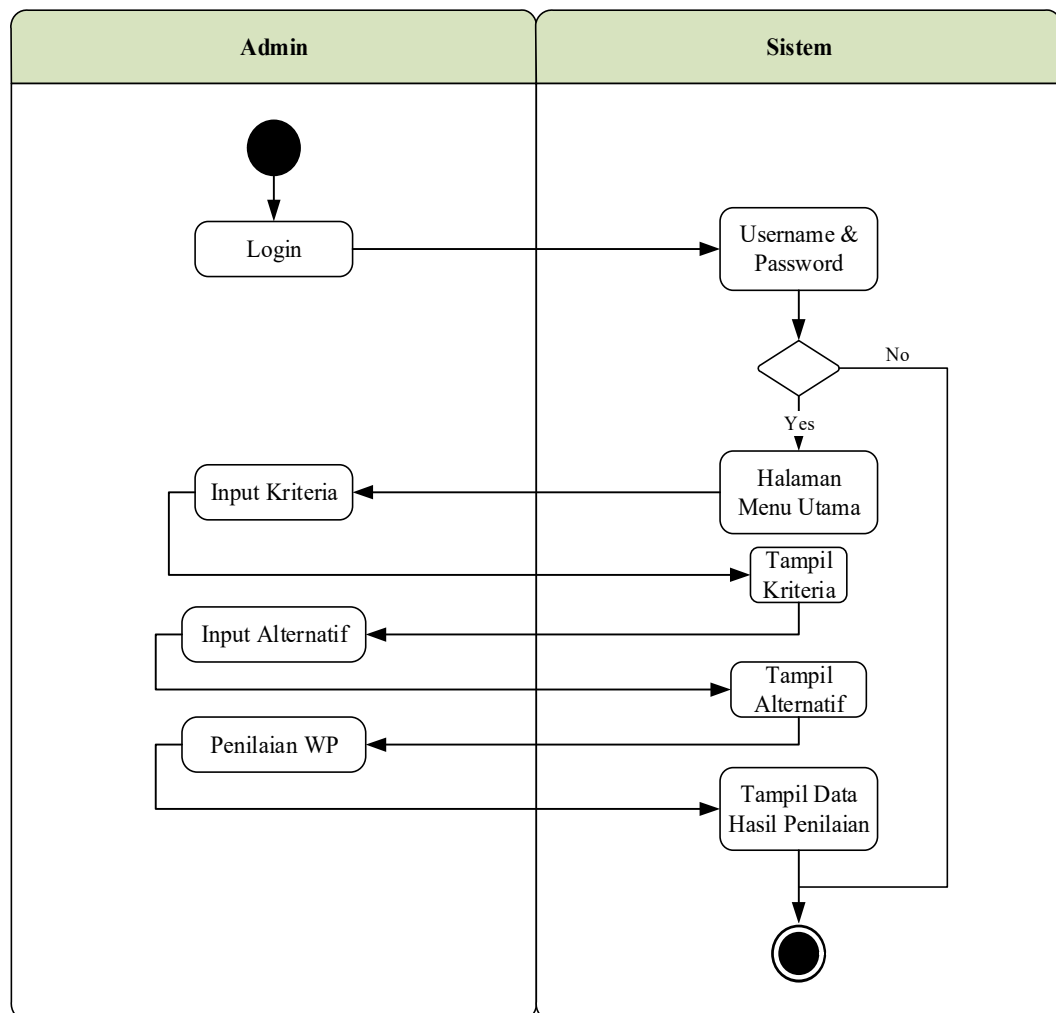 Admin
Sistem
Login
Username &
Password
No
Yes
Halaman
Menu Utama
Input Kriteria
Tampil
Kriteria
Input Alternatif
Tampil
Alternatif
Penilaian WP
Tampil Data
Hasil Penilaian